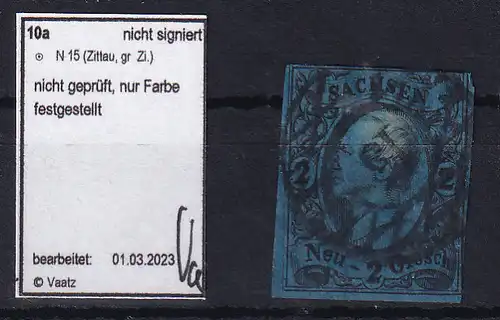 10a nicht signiert
⊙ N 15 (Zittau, gr Zi.)
nicht geprüft, nur Farbe
festgestellt
bearbeitet: 01.03.2023
© Vaatz
SACHSEN
2 2
Neu - 2 Grosch